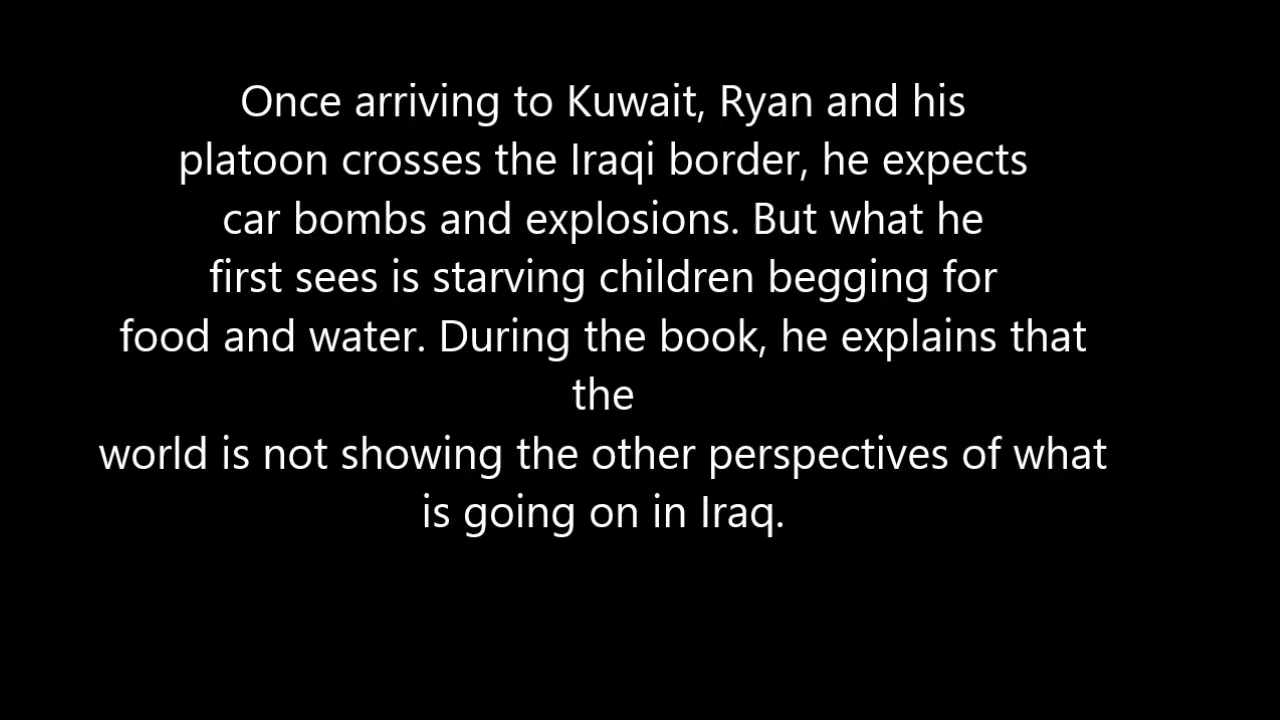 Once arriving to Kuwait, Ryan and his
platoon crosses the Iraqi border, he expects
car bombs and explosions. But what he
first sees is starving children begging for
food and water. During the book, he explains that
the
world is not showing the other perspectives of what
is going on in Iraq.